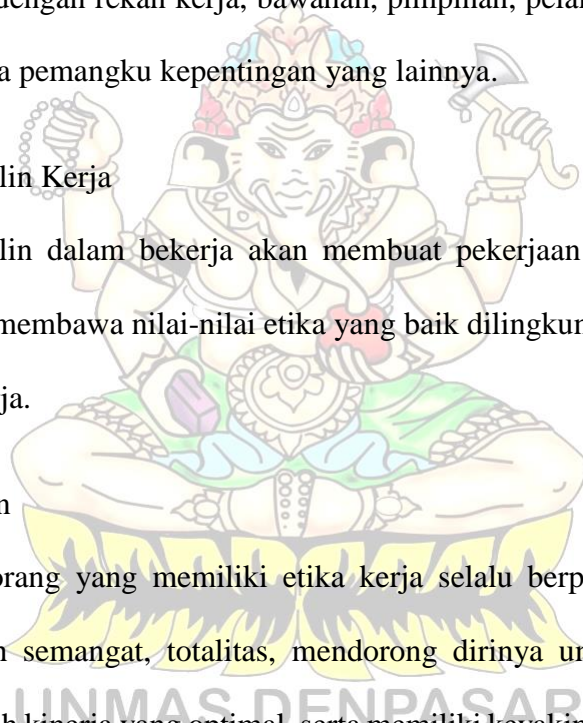 dengan rekan kerja, bawahan, pimpinan,
a pemangku kepentingan yang lainnya.
lin Kerja
lin dalam bekerja akan membuat pekerjaan
membawa nilai-nilai etika yang baik dilingkun
ja.
n
orang yang memiliki etika kerja selalu berp
n semangat, totalitas, mendorong dirinya un
h kinerja yang optimal, serta memiliki keyakin
UNMAS DENPASAR